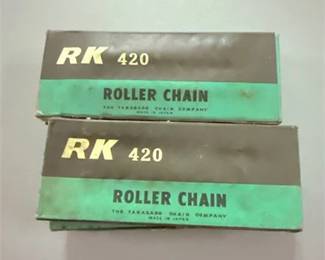 RK 420
ROLLER CHAIN
THE TAKASAGO CHAIN COMPANY
MADE IN JAPAN
RK 420
ROLLER CHAIN
THE TAKASAGO CHAIN COMPANY
MADE IN JAPAN